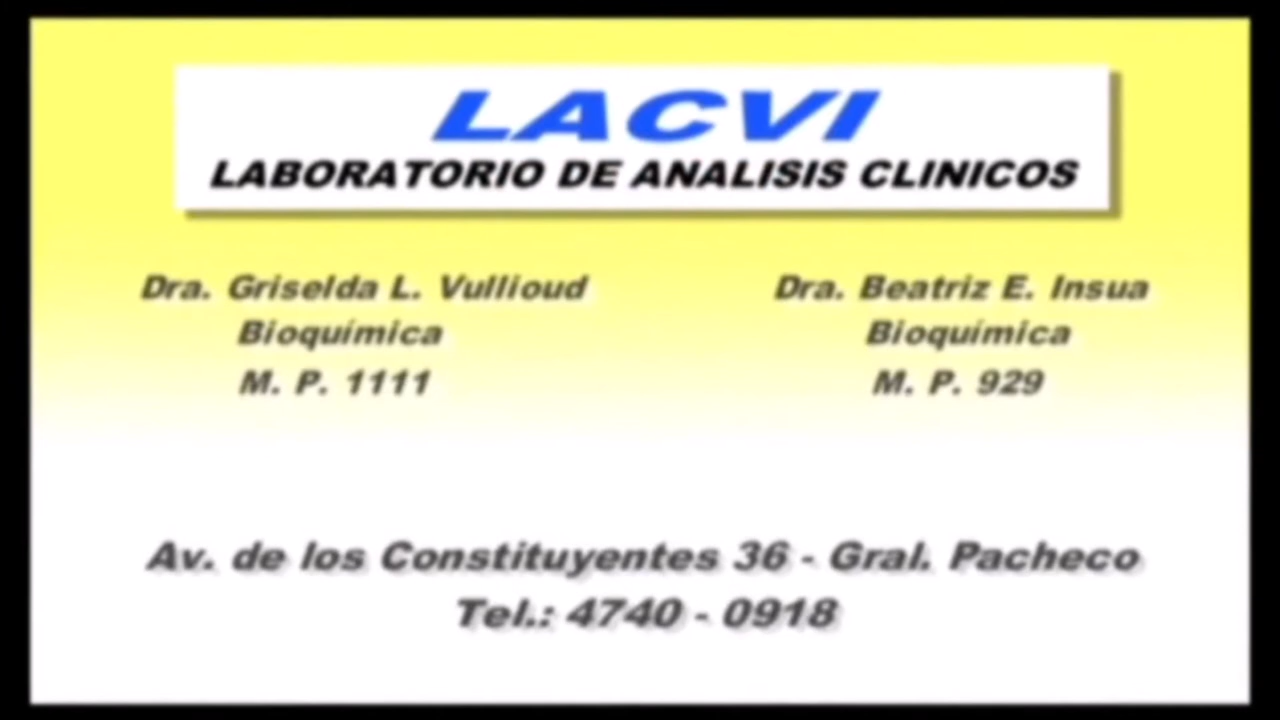 LACVI
LABORATORIO DE ANALISIS CLINICOS
Dra. Griselda L. Vullioud
Bioquímica
M. P. 1111
Dra. Beatriz E. Insua
Bioquímica
M. P. 929
Av. de los Constituyentes 36 - Gral. Pacheco
Tel.: 4740 - 0918